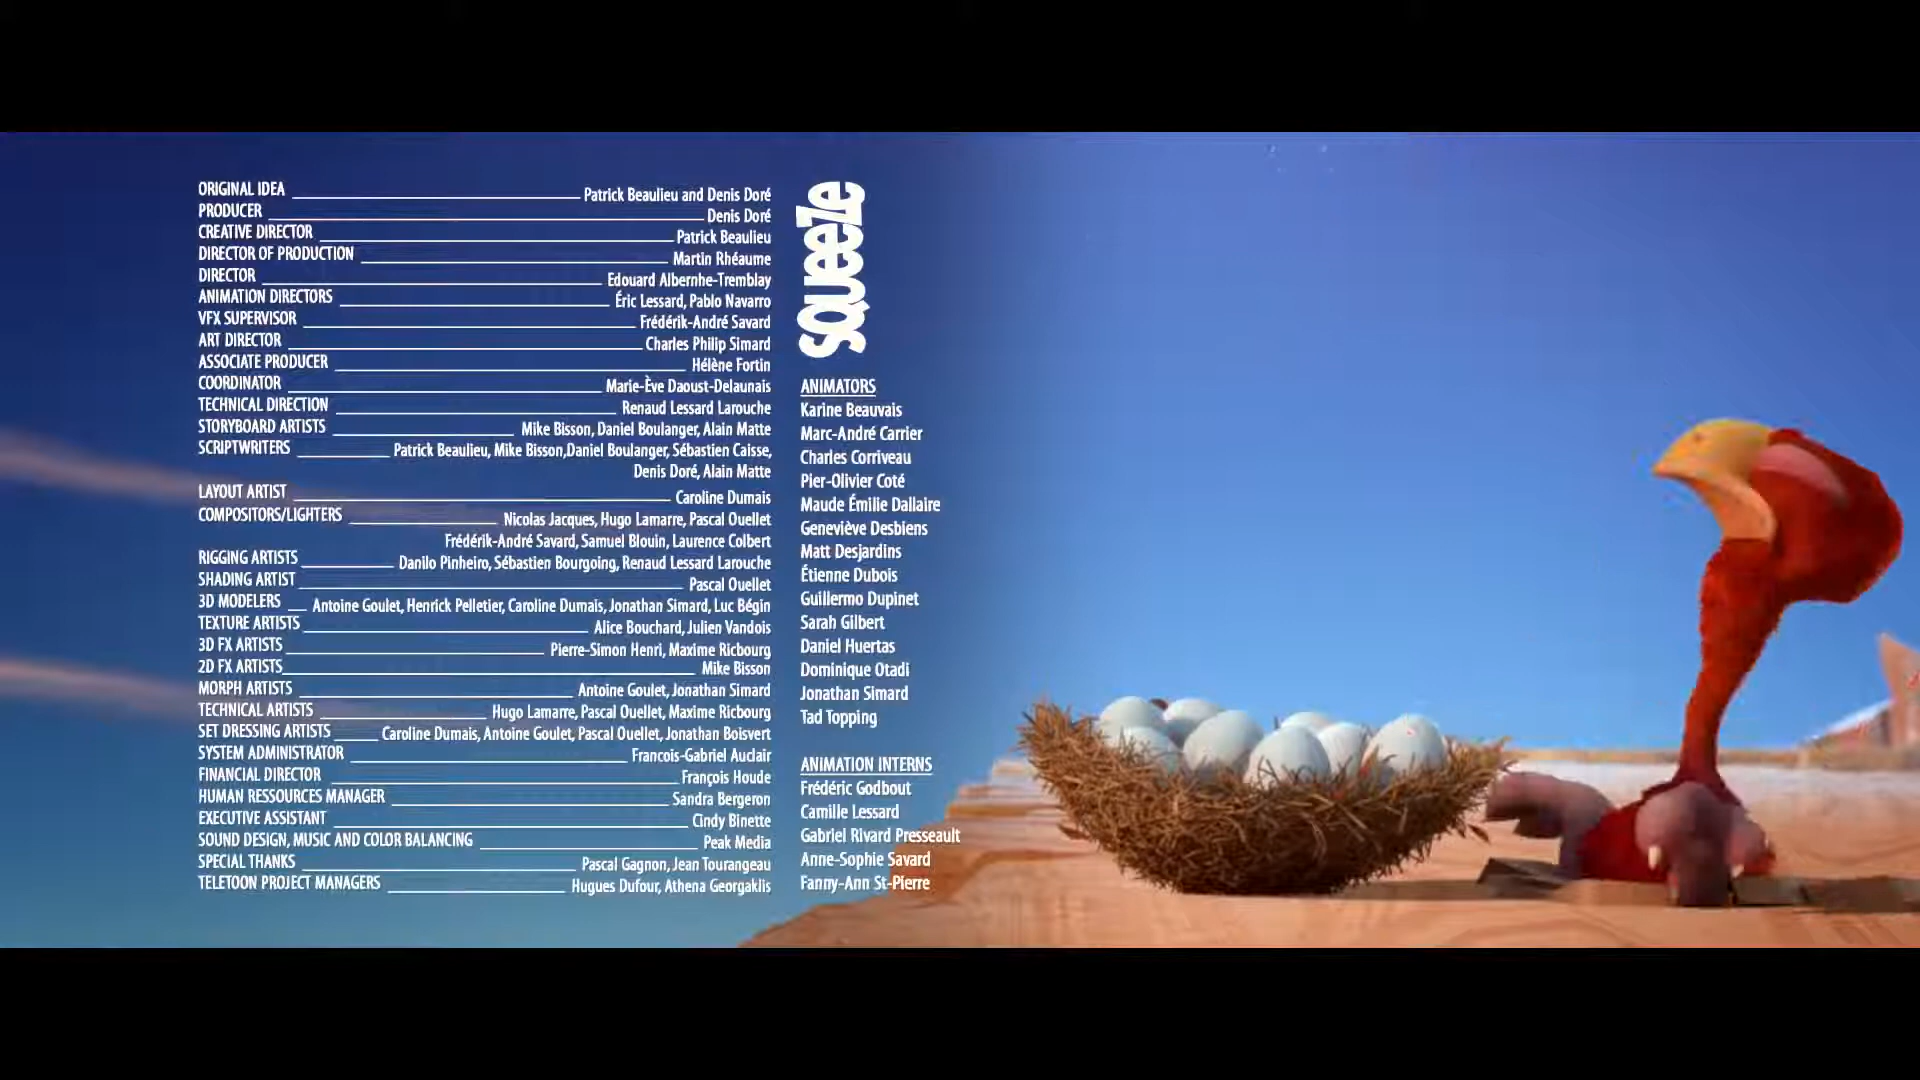 ORIGINAL IDEA Patrick Beaulieu and Denis Doré
PRODUCER Denis Doré
CREATIVE DIRECTOR Patrick Beaulieu
DIRECTOR OF PRODUCTION Martin Rhéaume
DIRECTOR Edouard Albernhe-Tremblay
ANIMATION DIRECTORS Éric Lessard, Pablo Navarro
VFX SUPERVISOR Frédérik-André Savard
ART DIRECTOR Charles Philip Simard
ASSOCIATE PRODUCER Hélène Fortin
COORDINATOR Marie-Ève Daoust-Delaunais
TECHNICAL DIRECTION Renaud Lessard Larouche
STORYBOARD ARTISTS Mike Bisson, Daniel Boulanger, Alain Matte
SCRIPTWRITERS Patrick Beaulieu, Mike Bisson,Daniel Boulanger, Sébastien Caisse,
Denis Doré, Alain Matte
LAYOUT ARTIST Caroline Dumais
COMPOSITORS/LIGHTERS Nicolas Jacques, Hugo Lamarre, Pascal Ouellet
Frédérik-André Savard, Samuel Blouin, Laurence Colbert
RIGGING ARTISTS Danilo Pinheiro, Sébastien Bourgoing, Renaud Lessard Larouche
SHADING ARTIST Pascal Ouellet
3D MODELERS Antoine Goulet, Henrick Pelletier, Caroline Dumais, Jonathan Simard, Luc Bégin
TEXTURE ARTISTS Alice Bouchard, Julien Vandois
3D FX ARTISTS Pierre-Simon Henri, Maxime Ricbourg
2D FX ARTISTS Mike Bisson
MORPH ARTISTS Antoine Goulet, Jonathan Simard
TECHNICAL ARTISTS Hugo Lamarre, Pascal Ouellet, Maxime Ricbourg
SET DRESSING ARTISTS Caroline Dumais, Antoine Goulet, Pascal Ouellet, Jonathan Boisvert
SYSTEM ADMINISTRATOR Francois-Gabriel Auclair
FINANCIAL DIRECTOR François Houde
HUMAN RESSOURCES MANAGER Sandra Bergeron
EXECUTIVE ASSISTANT Cindy Binette
SOUND DESIGN, MUSIC AND COLOR BALANCING Peak Media
SPECIAL THANKS Pascal Gagnon, Jean Tourangeau
TELETOON PROJECT MANAGERS Hugues Dufour, Athena Georgaklis
squeeze
ANIMATORS
Karine Beauvais
Marc-André Carrier
Charles Corriveau
Pier-Olivier Coté
Maude Émilie Dallaire
Geneviève Desbiens
Matt Desjardins
Étienne Dubois
Guillermo Dupinet
Sarah Gilbert
Daniel Huertas
Dominique Otadi
Jonathan Simard
Tad Topping
ANIMATION INTERNS
Frédéric Godbout
Camille Lessard
Gabriel Rivard Presseault
Anne-Sophie Savard
Fanny-Ann St-Pierre